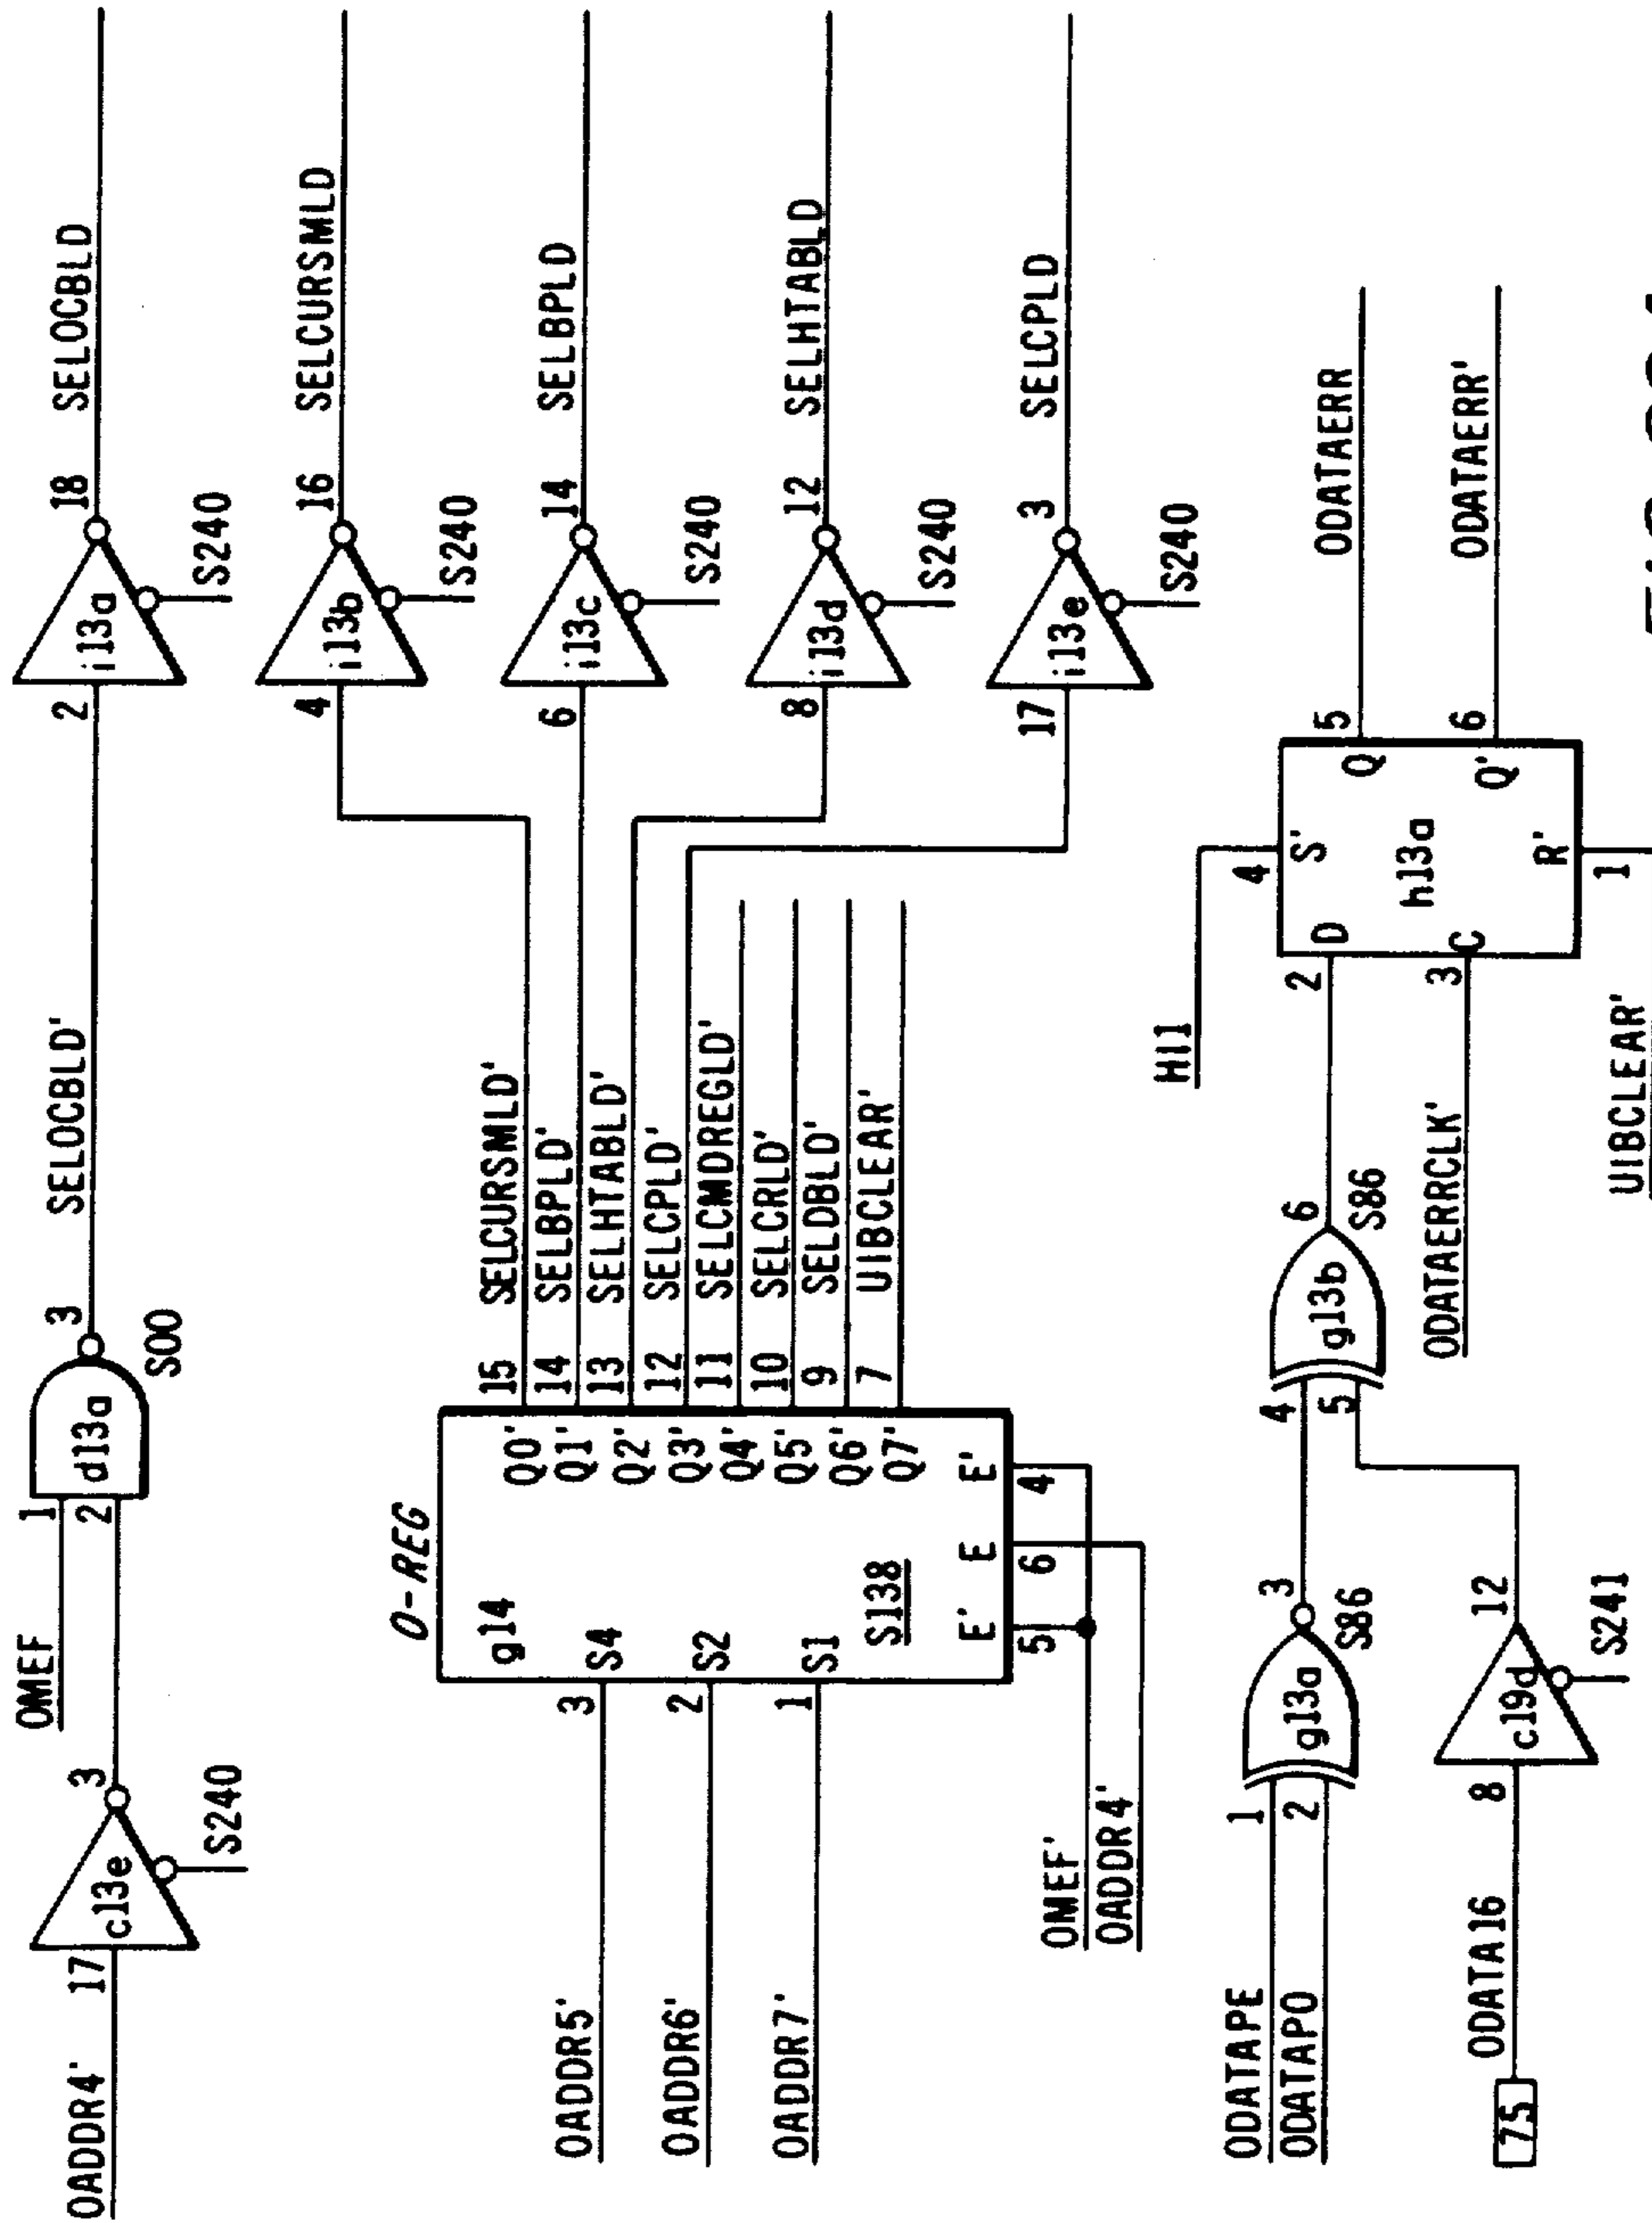 OADDR4' 17 c13e 3
S240
OMEF 1
2 d13a 3
S00
SELOCBLD' 2 i13a 18 SELOCBLD
S240
4 i13b 16 SELCURSMLD
S240
6 i13c 14 SELBPLD
S240
8 i13d 12 SELHTABLD
S240
17 i13e 3 SELCPLD
S240
O-REG
g14
OADDR5' 3 S4
OADDR6' 2 S2
OADDR7' 1 S1
S138
Q0' 15 SELCURSMLD'
Q1' 14 SELBPLD'
Q2' 13 SELHTABLD'
Q3' 12 SELCPLD'
Q4' 11 SELCMDREGLD'
Q5' 10 SELCRLD'
Q6' 9 SELDBLD'
Q7' 7 UIBCLEAR'
E' E E'
5 6 4
OMEF'
OADDR4'
ODATAPE 1
ODATAPO 2
g13a 3
S86
75 ODATA16 8 c19d 12
S241
4
5
g13b 6
S86
HI1 4 S'
2 D
ODATAERRCLK' 3 C
h13a
Q 5 ODATAERR
Q' 6 ODATAERR'
R'
UIBCLEAR' 1